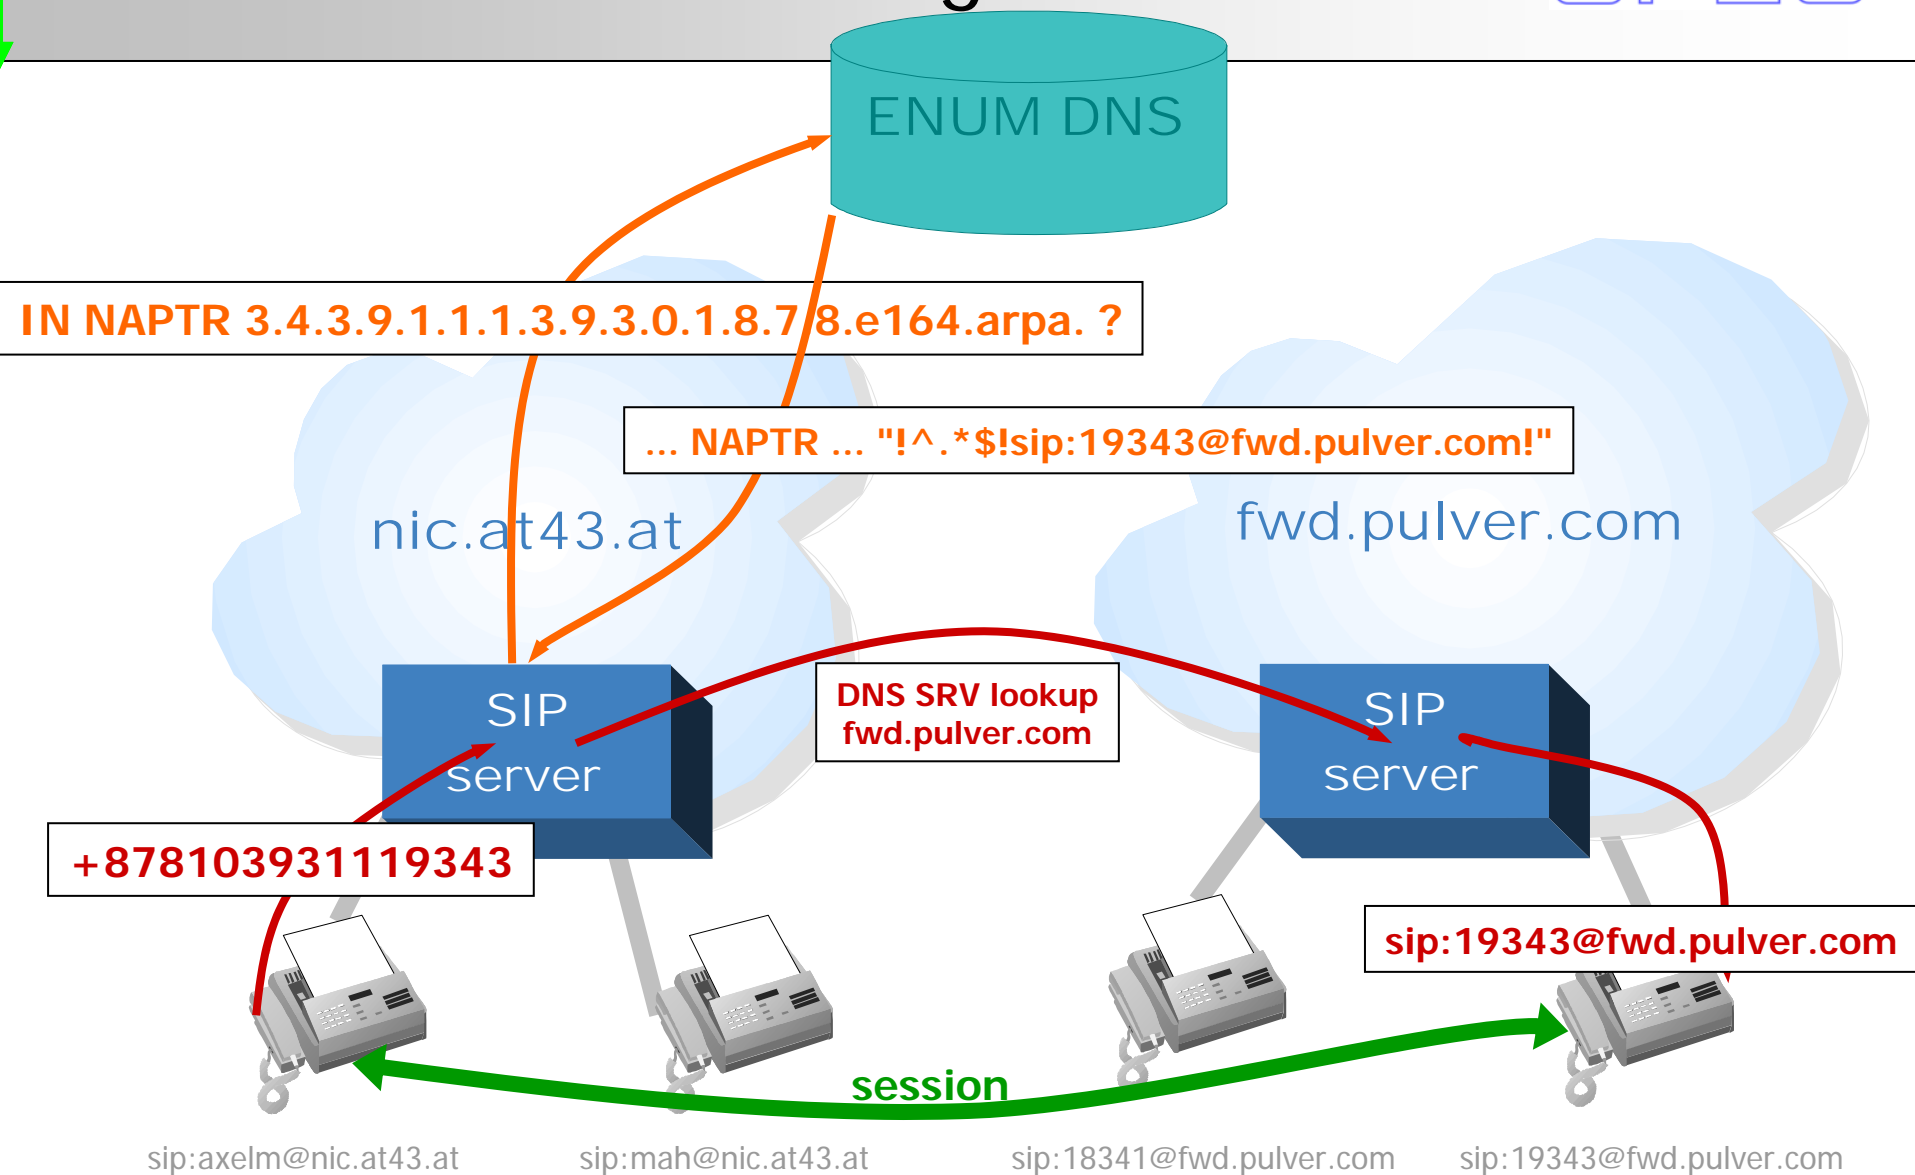 ENUM DNS
IN NAPTR 3.4.3.9.1.1.1.3.9.3.0.1.8.7.8.e164.arpa. ?
... NAPTR ... "!^.*$!sip:19343@fwd.pulver.com!"
nic.at43.at
fwd.pulver.com
SIP
server
DNS SRV lookup
fwd.pulver.com
SIP
server
+878103931119343
sip:19343@fwd.pulver.com
session
sip:axelm@nic.at43.at
sip:mah@nic.at43.at
sip:18341@fwd.pulver.com
sip:19343@fwd.pulver.com